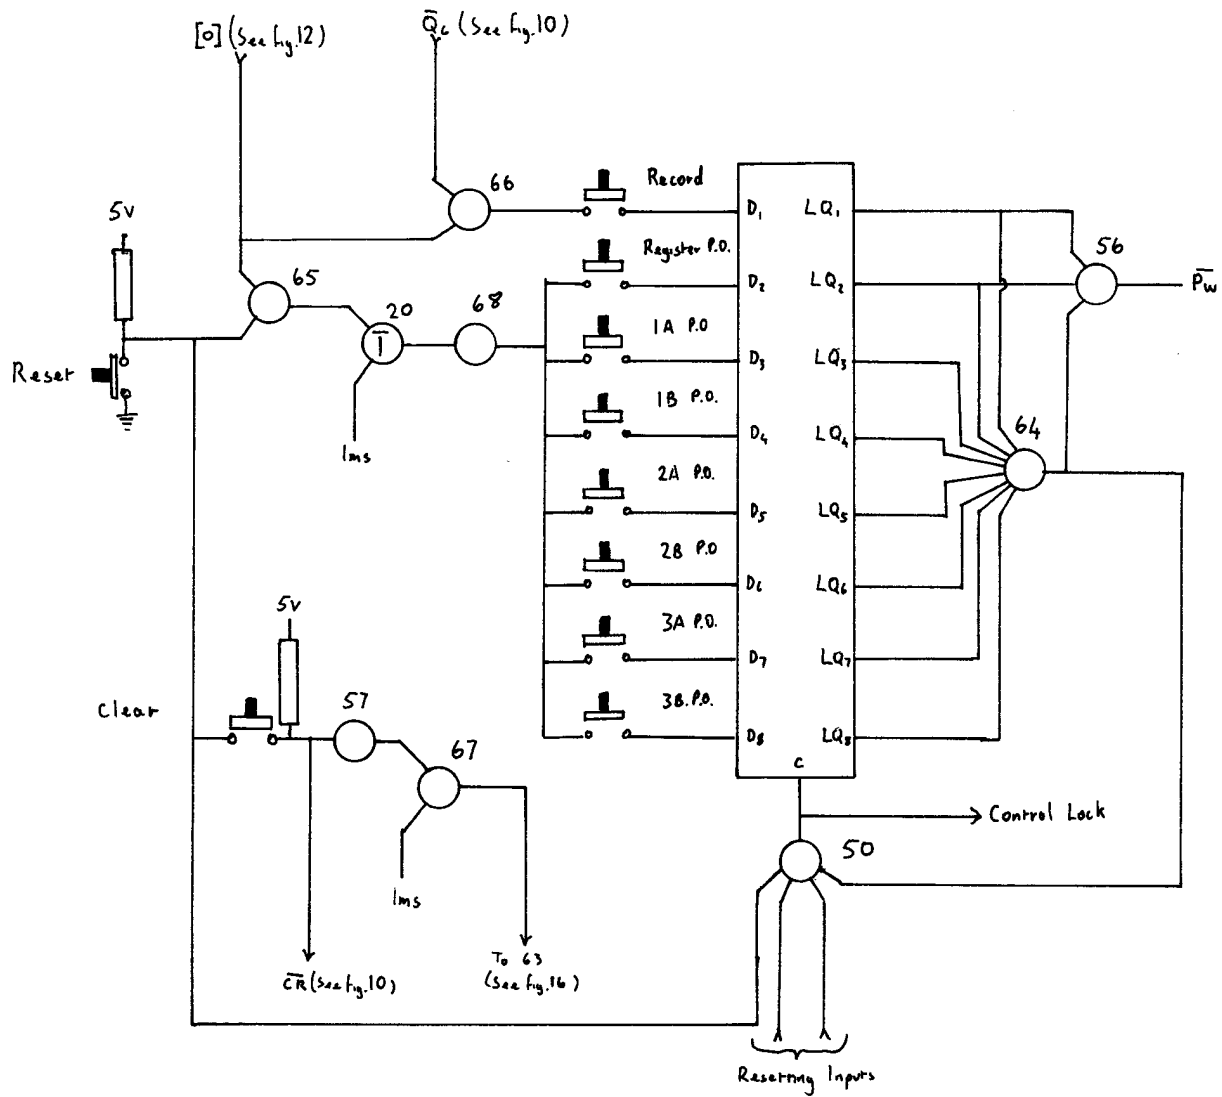 [0] (See fig.12)
Q̄c (See fig.10)
66
Record
5v
65
20
T̄
68
Reset
1ms
Register P.O.
1A P.O
1B P.O.
2A P.O.
2B P.O
3A P.O.
3B. P.O.
D1
D2
D3
D4
D5
D6
D7
D8
LQ1
LQ2
LQ3
LQ4
LQ5
LQ6
LQ7
LQ8
C
56
P̄w
64
5v
Clear
57
67
1ms
C̄R̄ (See fig.10)
To 63
(See fig.16)
Control Lock
50
Resetting Inputs